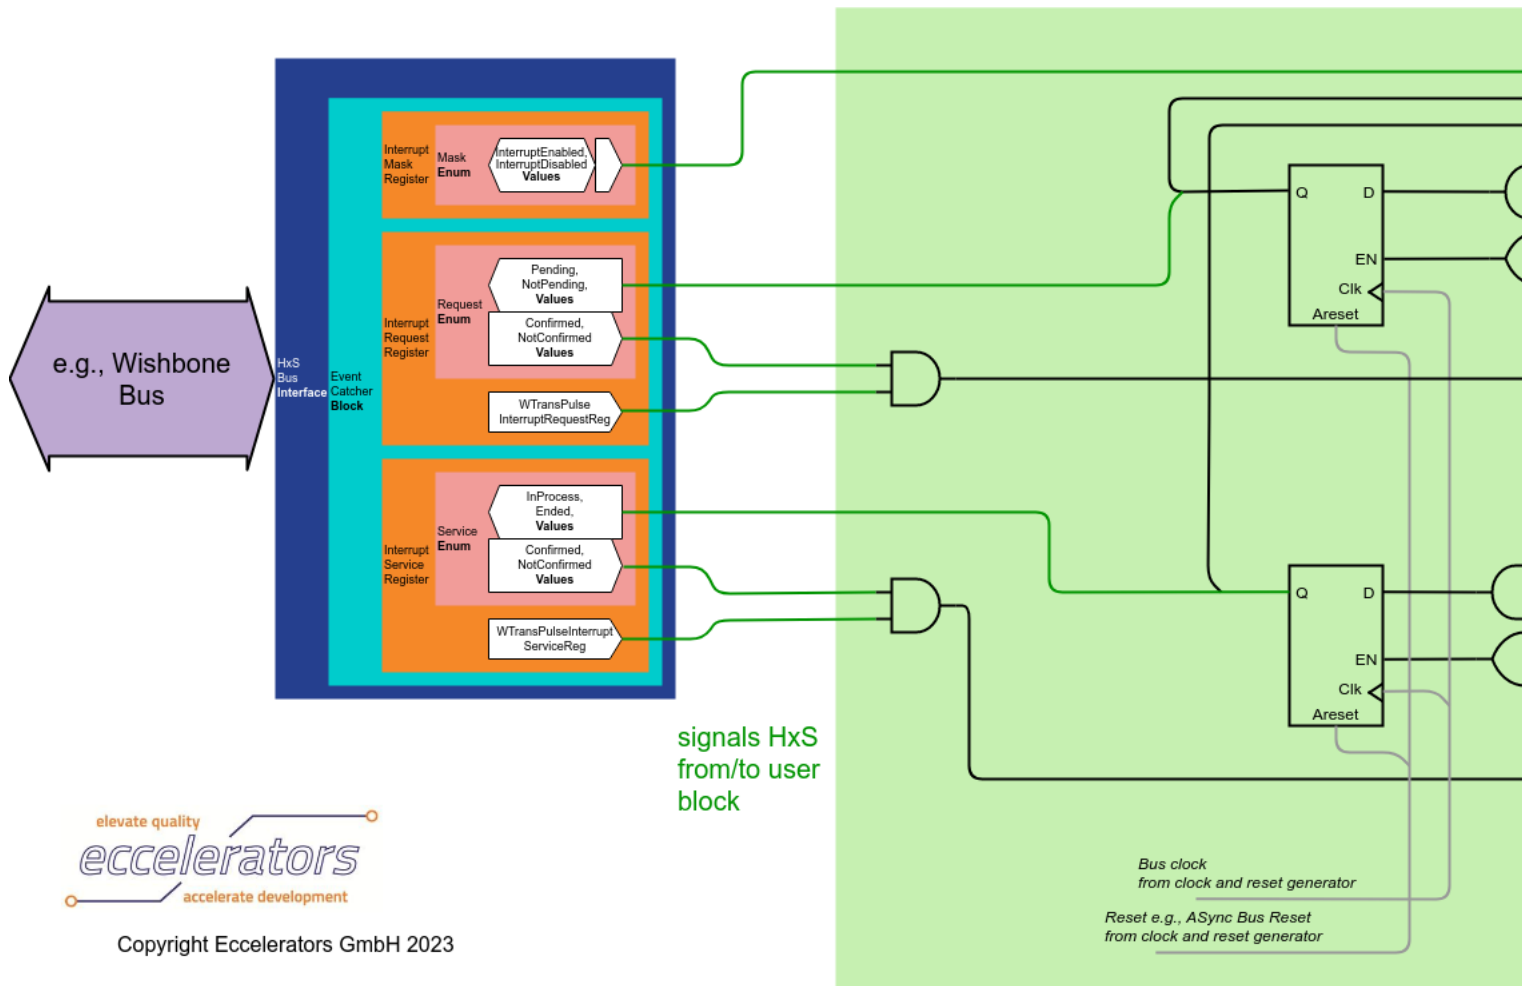 e.g., Wishbone
Bus
HxS
Bus
Interface
Event
Catcher
Block
Interrupt
Mask
Register
Mask
Enum
InterruptEnabled,
InterruptDisabled
Values
Interrupt
Request
Register
Request
Enum
Pending,
NotPending,
Values
Confirmed,
NotConfirmed
Values
WTransPulse
InterruptRequestReg
Interrupt
Service
Register
Service
Enum
InProcess,
Ended,
Values
Confirmed,
NotConfirmed
Values
WTransPulseInterrupt
ServiceReg
signals HxS
from/to user
block
Q D
EN
Clk
Areset
Q D
EN
Clk
Areset
Bus clock
from clock and reset generator
Reset e.g., ASync Bus Reset
from clock and reset generator
elevate quality
eccelerators
accelerate development
Copyright Eccelerators GmbH 2023